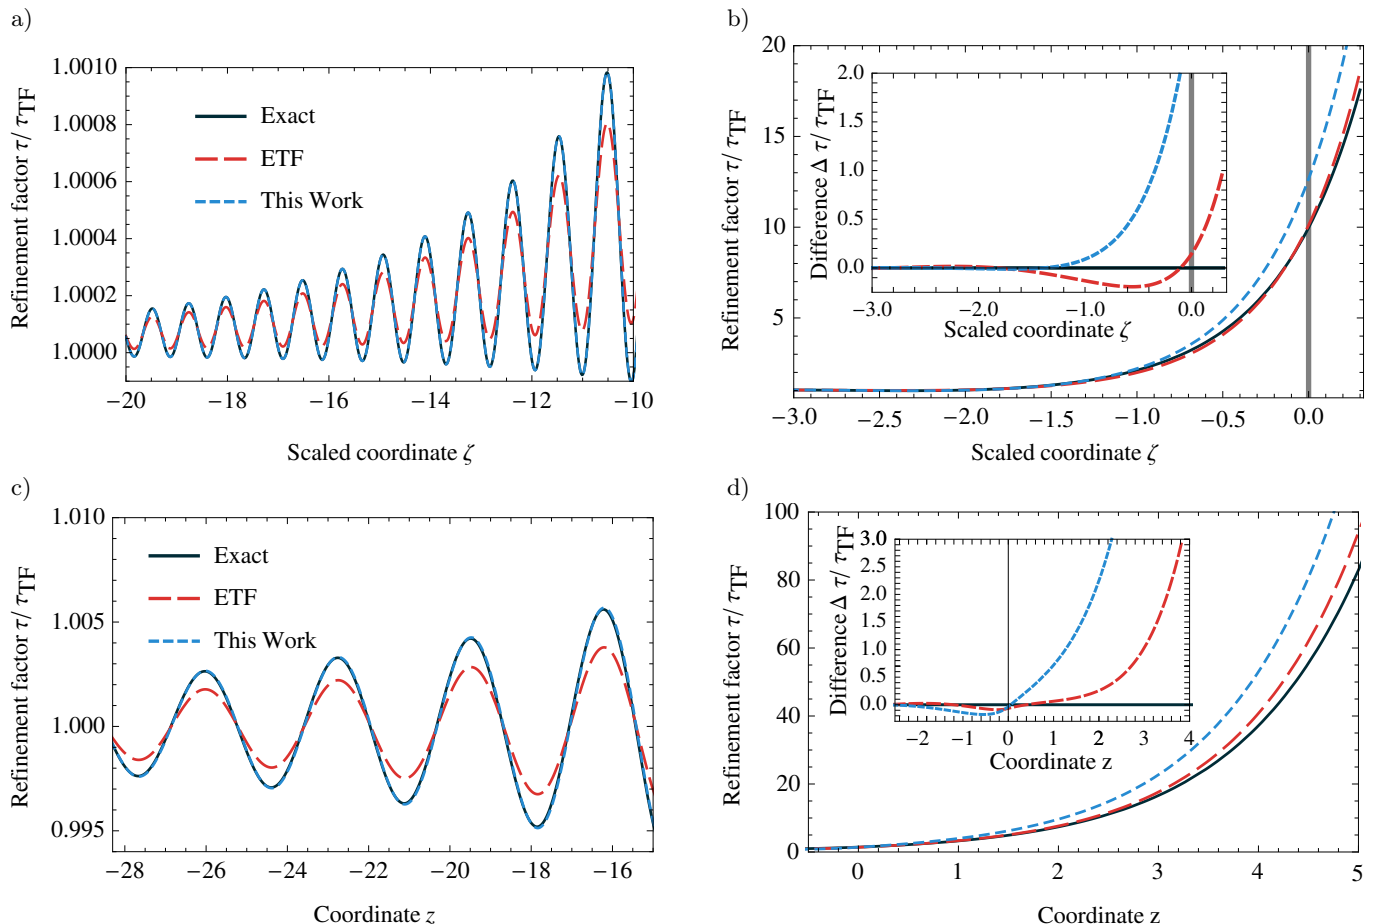 a)
Refinement factor τ/ τTF
1.0010
1.0008
1.0006
1.0004
1.0002
1.0000
Exact
ETF
This Work
−20 −18 −16 −14 −12 −10
Scaled coordinate ζ
b)
Refinement factor τ/ τTF
20
15
10
5
Difference Δ τ/ τTF
2.0
1.5
1.0
0.5
0.0
−3.0 −2.0 −1.0 0.0
Scaled coordinate ζ
−3.0 −2.5 −2.0 −1.5 −1.0 −0.5 0.0
Scaled coordinate ζ
c)
Refinement factor τ/ τTF
1.010
1.005
1.000
0.995
Exact
ETF
This Work
−28 −26 −24 −22 −20 −18 −16
Coordinate z
d)
Refinement factor τ/ τTF
100
80
60
40
20
0
Difference Δ τ/ τTF
3.0
2.5
2.0
1.5
1.0
0.5
0.0
−2 −1 0 1 2 3 4
Coordinate z
0 1 2 3 4 5
Coordinate z